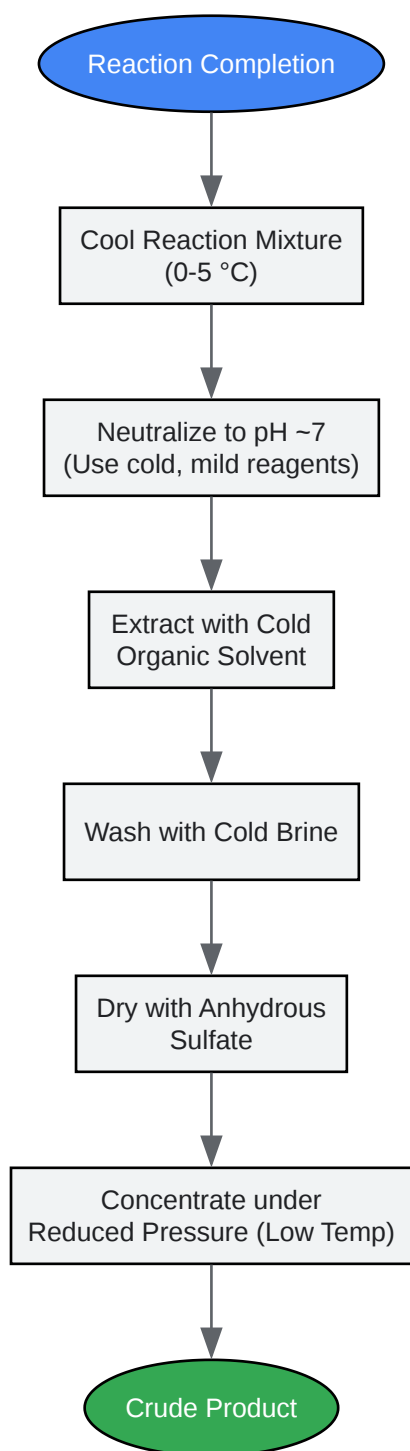 Reaction Completion
Cool Reaction Mixture
(0-5 °C)
Neutralize to pH ~7
(Use cold, mild reagents)
Extract with Cold
Organic Solvent
Wash with Cold Brine
Dry with Anhydrous
Sulfate
Concentrate under
Reduced Pressure (Low Temp)
Crude Product